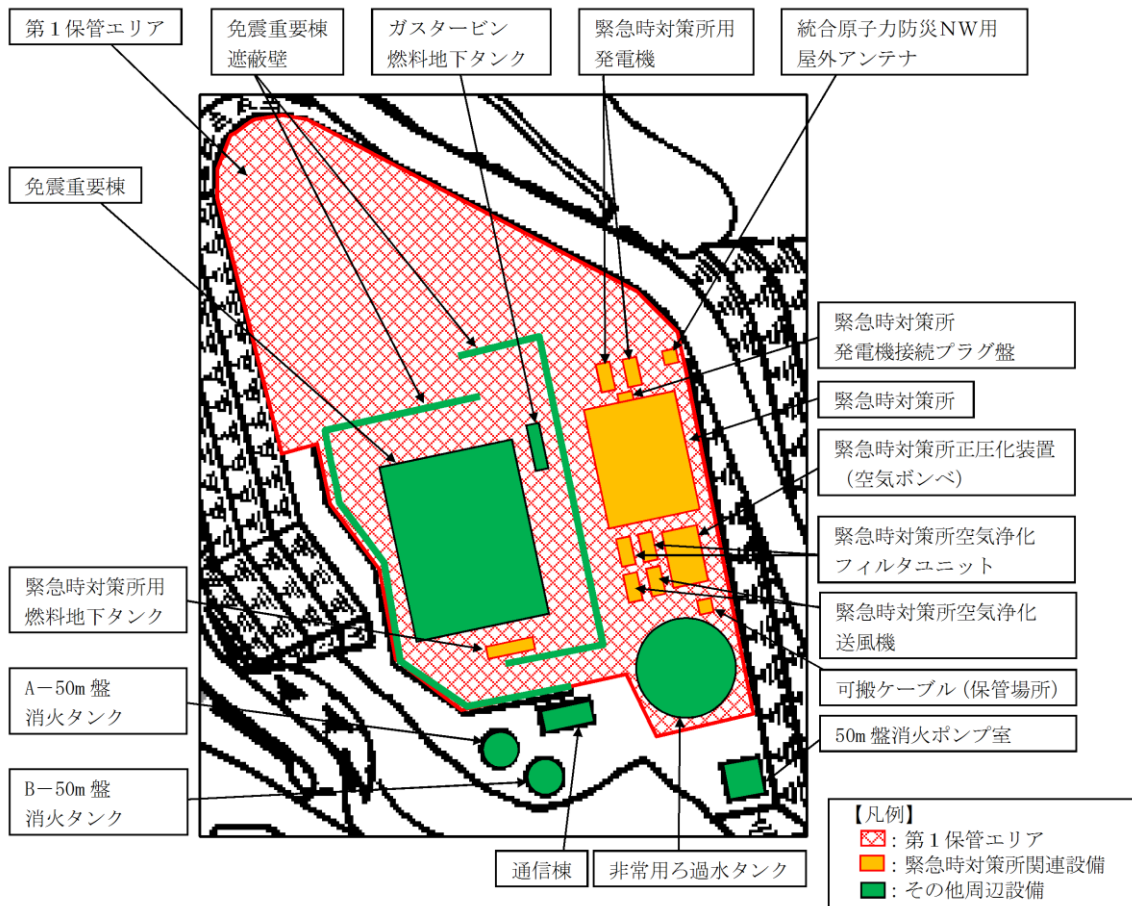 第１保管エリア
免震重要棟
遮蔽壁
ガスタービン
燃料地下タンク
緊急時対策所用
発電機
統合原子力防災ＮＷ用
屋外アンテナ
免震重要棟
緊急時対策所
発電機接続プラグ盤
緊急時対策所
緊急時対策所正圧化装置
（空気ボンベ）
緊急時対策所空気浄化
フィルタユニット
緊急時対策所用
燃料地下タンク
緊急時対策所空気浄化
送風機
A－50m 盤
消火タンク
可搬ケーブル（保管場所）
50m 盤消火ポンプ室
B－50m 盤
消火タンク
通信棟
非常用ろ過水タンク
【凡例】
：第１保管エリア
：緊急時対策所関連設備
：その他周辺設備